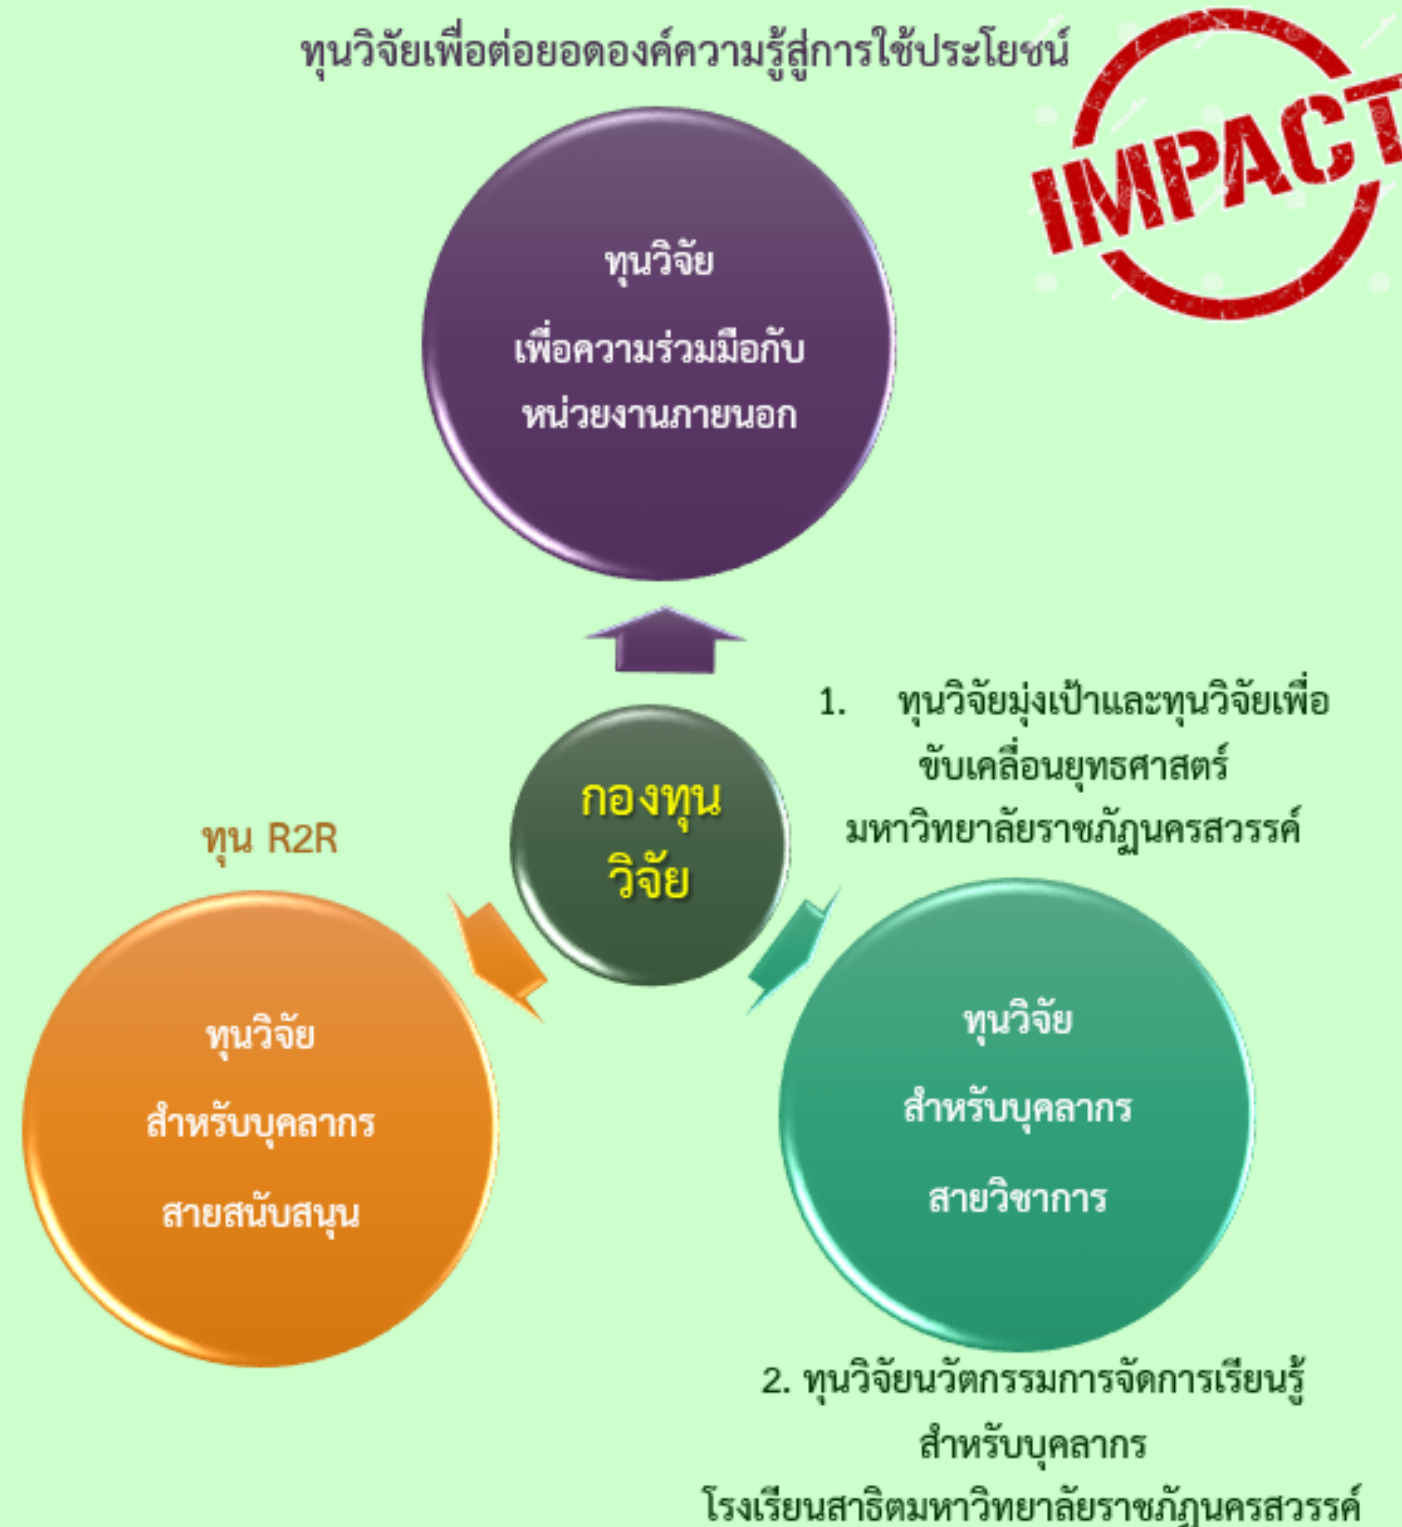 ทุนวิจัยเพื่อต่อยอดองค์ความรู้สู่การใช้ประโยชน์
IMPACT
ทุนวิจัย
เพื่อความร่วมมือกับ
หน่วยงานภายนอก
กองทุน
วิจัย
1. ทุนวิจัยมุ่งเป้าและทุนวิจัยเพื่อ
ขับเคลื่อนยุทธศาสตร์
มหาวิทยาลัยราชภัฏนครสวรรค์
ทุน R2R
ทุนวิจัย
สำหรับบุคลากร
สายสนับสนุน
ทุนวิจัย
สำหรับบุคลากร
สายวิชาการ
2. ทุนวิจัยนวัตกรรมการจัดการเรียนรู้
สำหรับบุคลากร
โรงเรียนสาธิตมหาวิทยาลัยราชภัฏนครสวรรค์